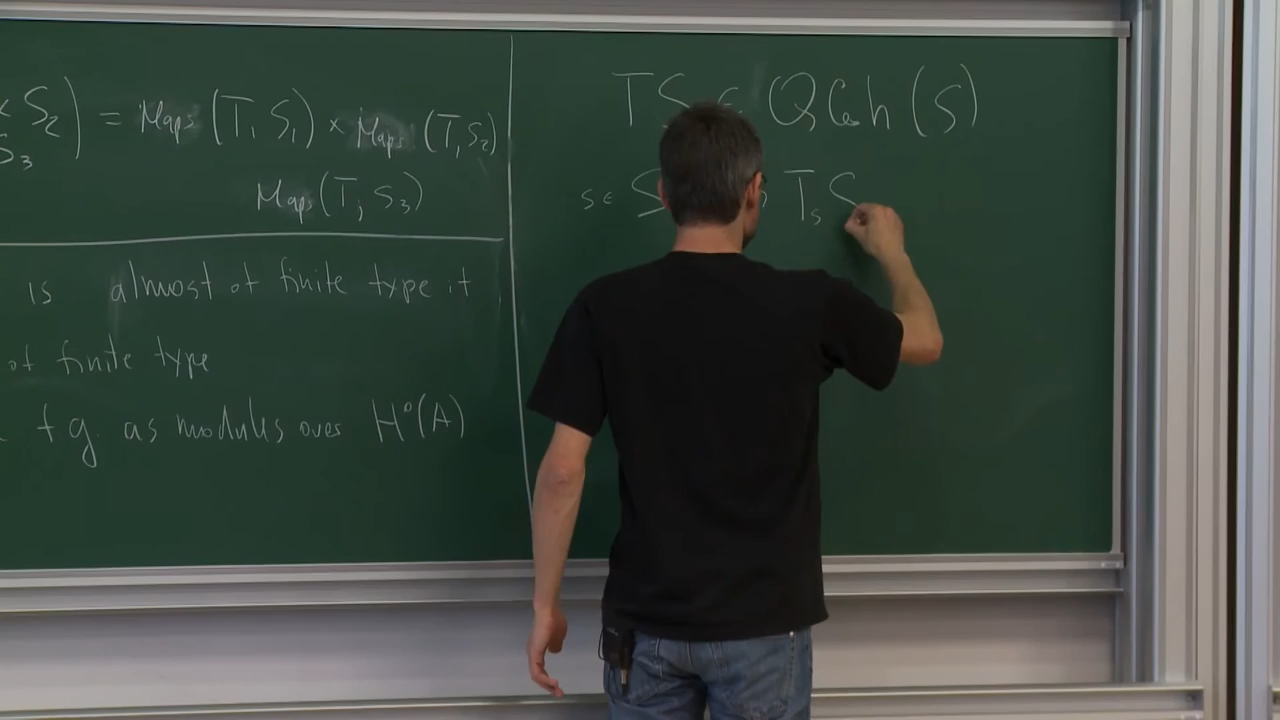 × S₂) = Maps (T, S₁) × Maps (T, S₂)
S₃
Maps (T, S₃)
is almost of finite type if
of finite type
f g. as modules over H⁰(A)
TS ∈ QCoh (S)
s ∈ S T_s S